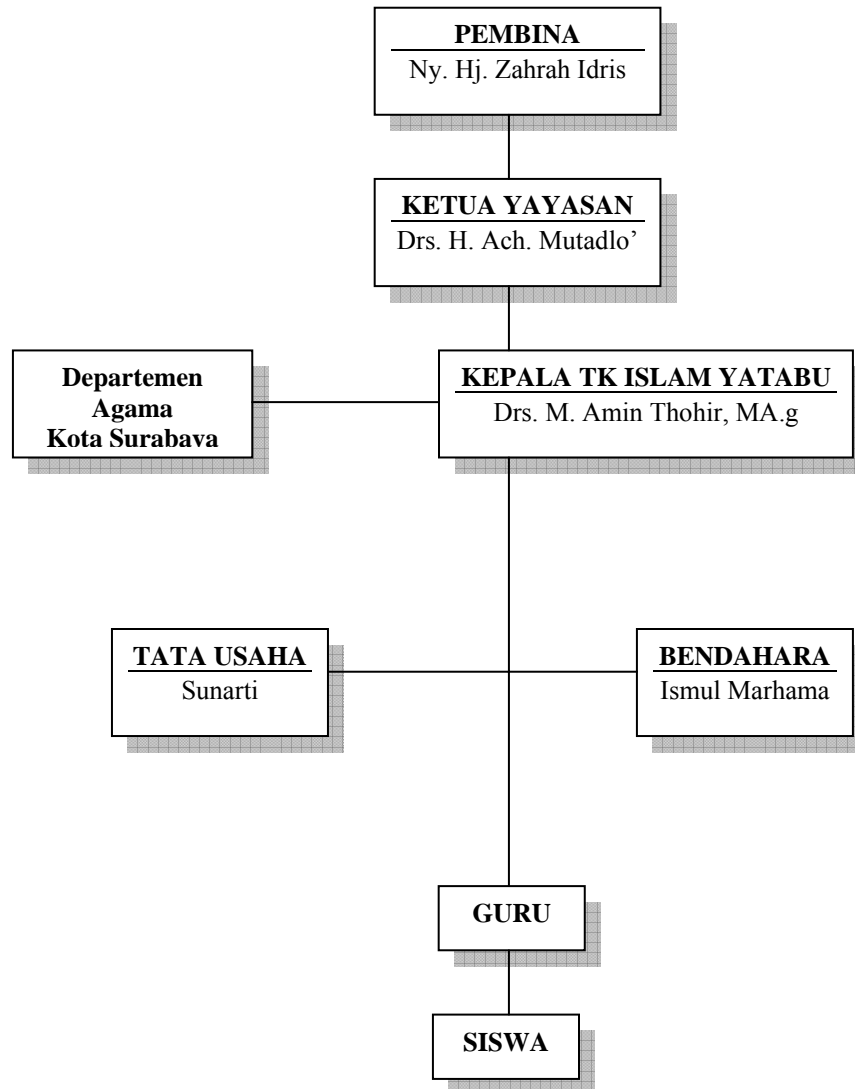 PEMBINA
Ny. Hj. Zahrah Idris
KETUA YAYASAN
Drs. H. Ach. Mutadlo’
Departemen
Agama
Kota Surabava
KEPALA TK ISLAM YATABU
Drs. M. Amin Thohir, MA.g
TATA USAHA
Sunarti
BENDAHARA
Ismul Marhama
GURU
SISWA